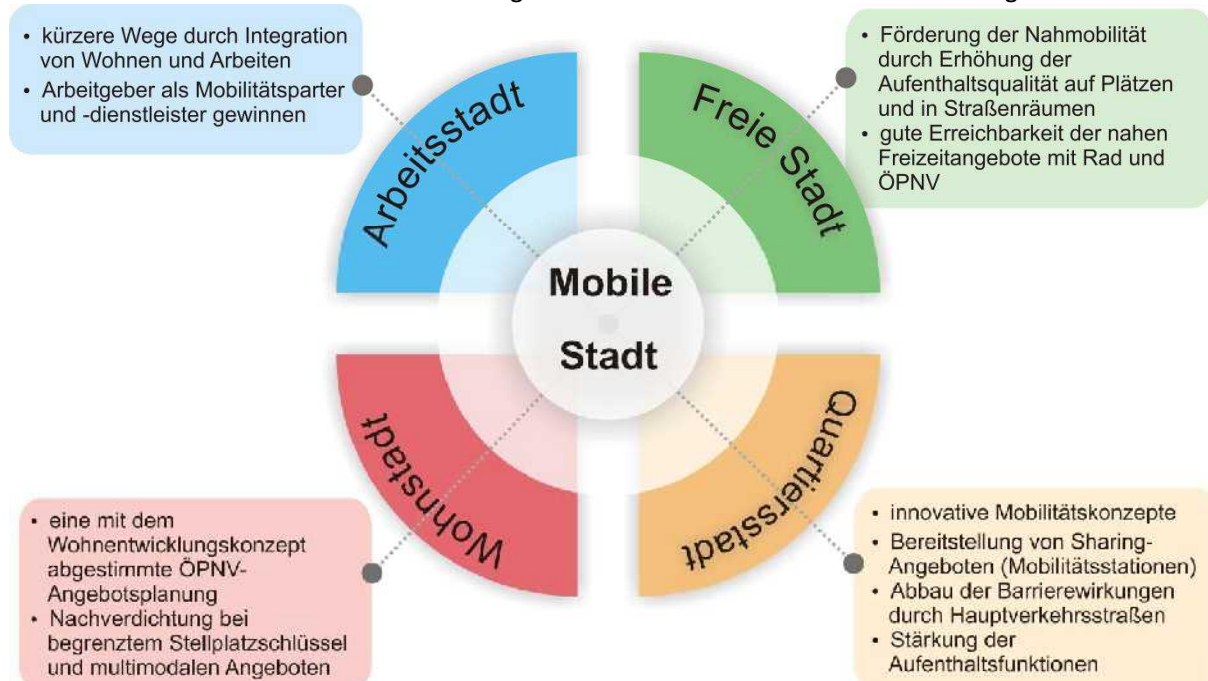 • kürzere Wege durch Integration
von Wohnen und Arbeiten
• Arbeitgeber als Mobilitätsparter
und -dienstleister gewinnen
Arbeitsstadt
Freie Stadt
• Förderung der Nahmobilität
durch Erhöhung der
Aufenthaltsqualität auf Plätzen
und in Straßenräumen
• gute Erreichbarkeit der nahen
Freizeitangebote mit Rad und
ÖPNV
Mobile
Stadt
Wohnstadt
Quartiersstadt
• eine mit dem
Wohnentwicklungskonzept
abgestimmte ÖPNV-
Angebotsplanung
• Nachverdichtung bei
begrenztem Stellplatzschlüssel
und multimodalen Angeboten
• innovative Mobilitätskonzepte
• Bereitstellung von Sharing-
Angeboten (Mobilitätsstationen)
• Abbau der Barrierewirkungen
durch Hauptverkehrsstraßen
• Stärkung der
Aufenthaltsfunktionen